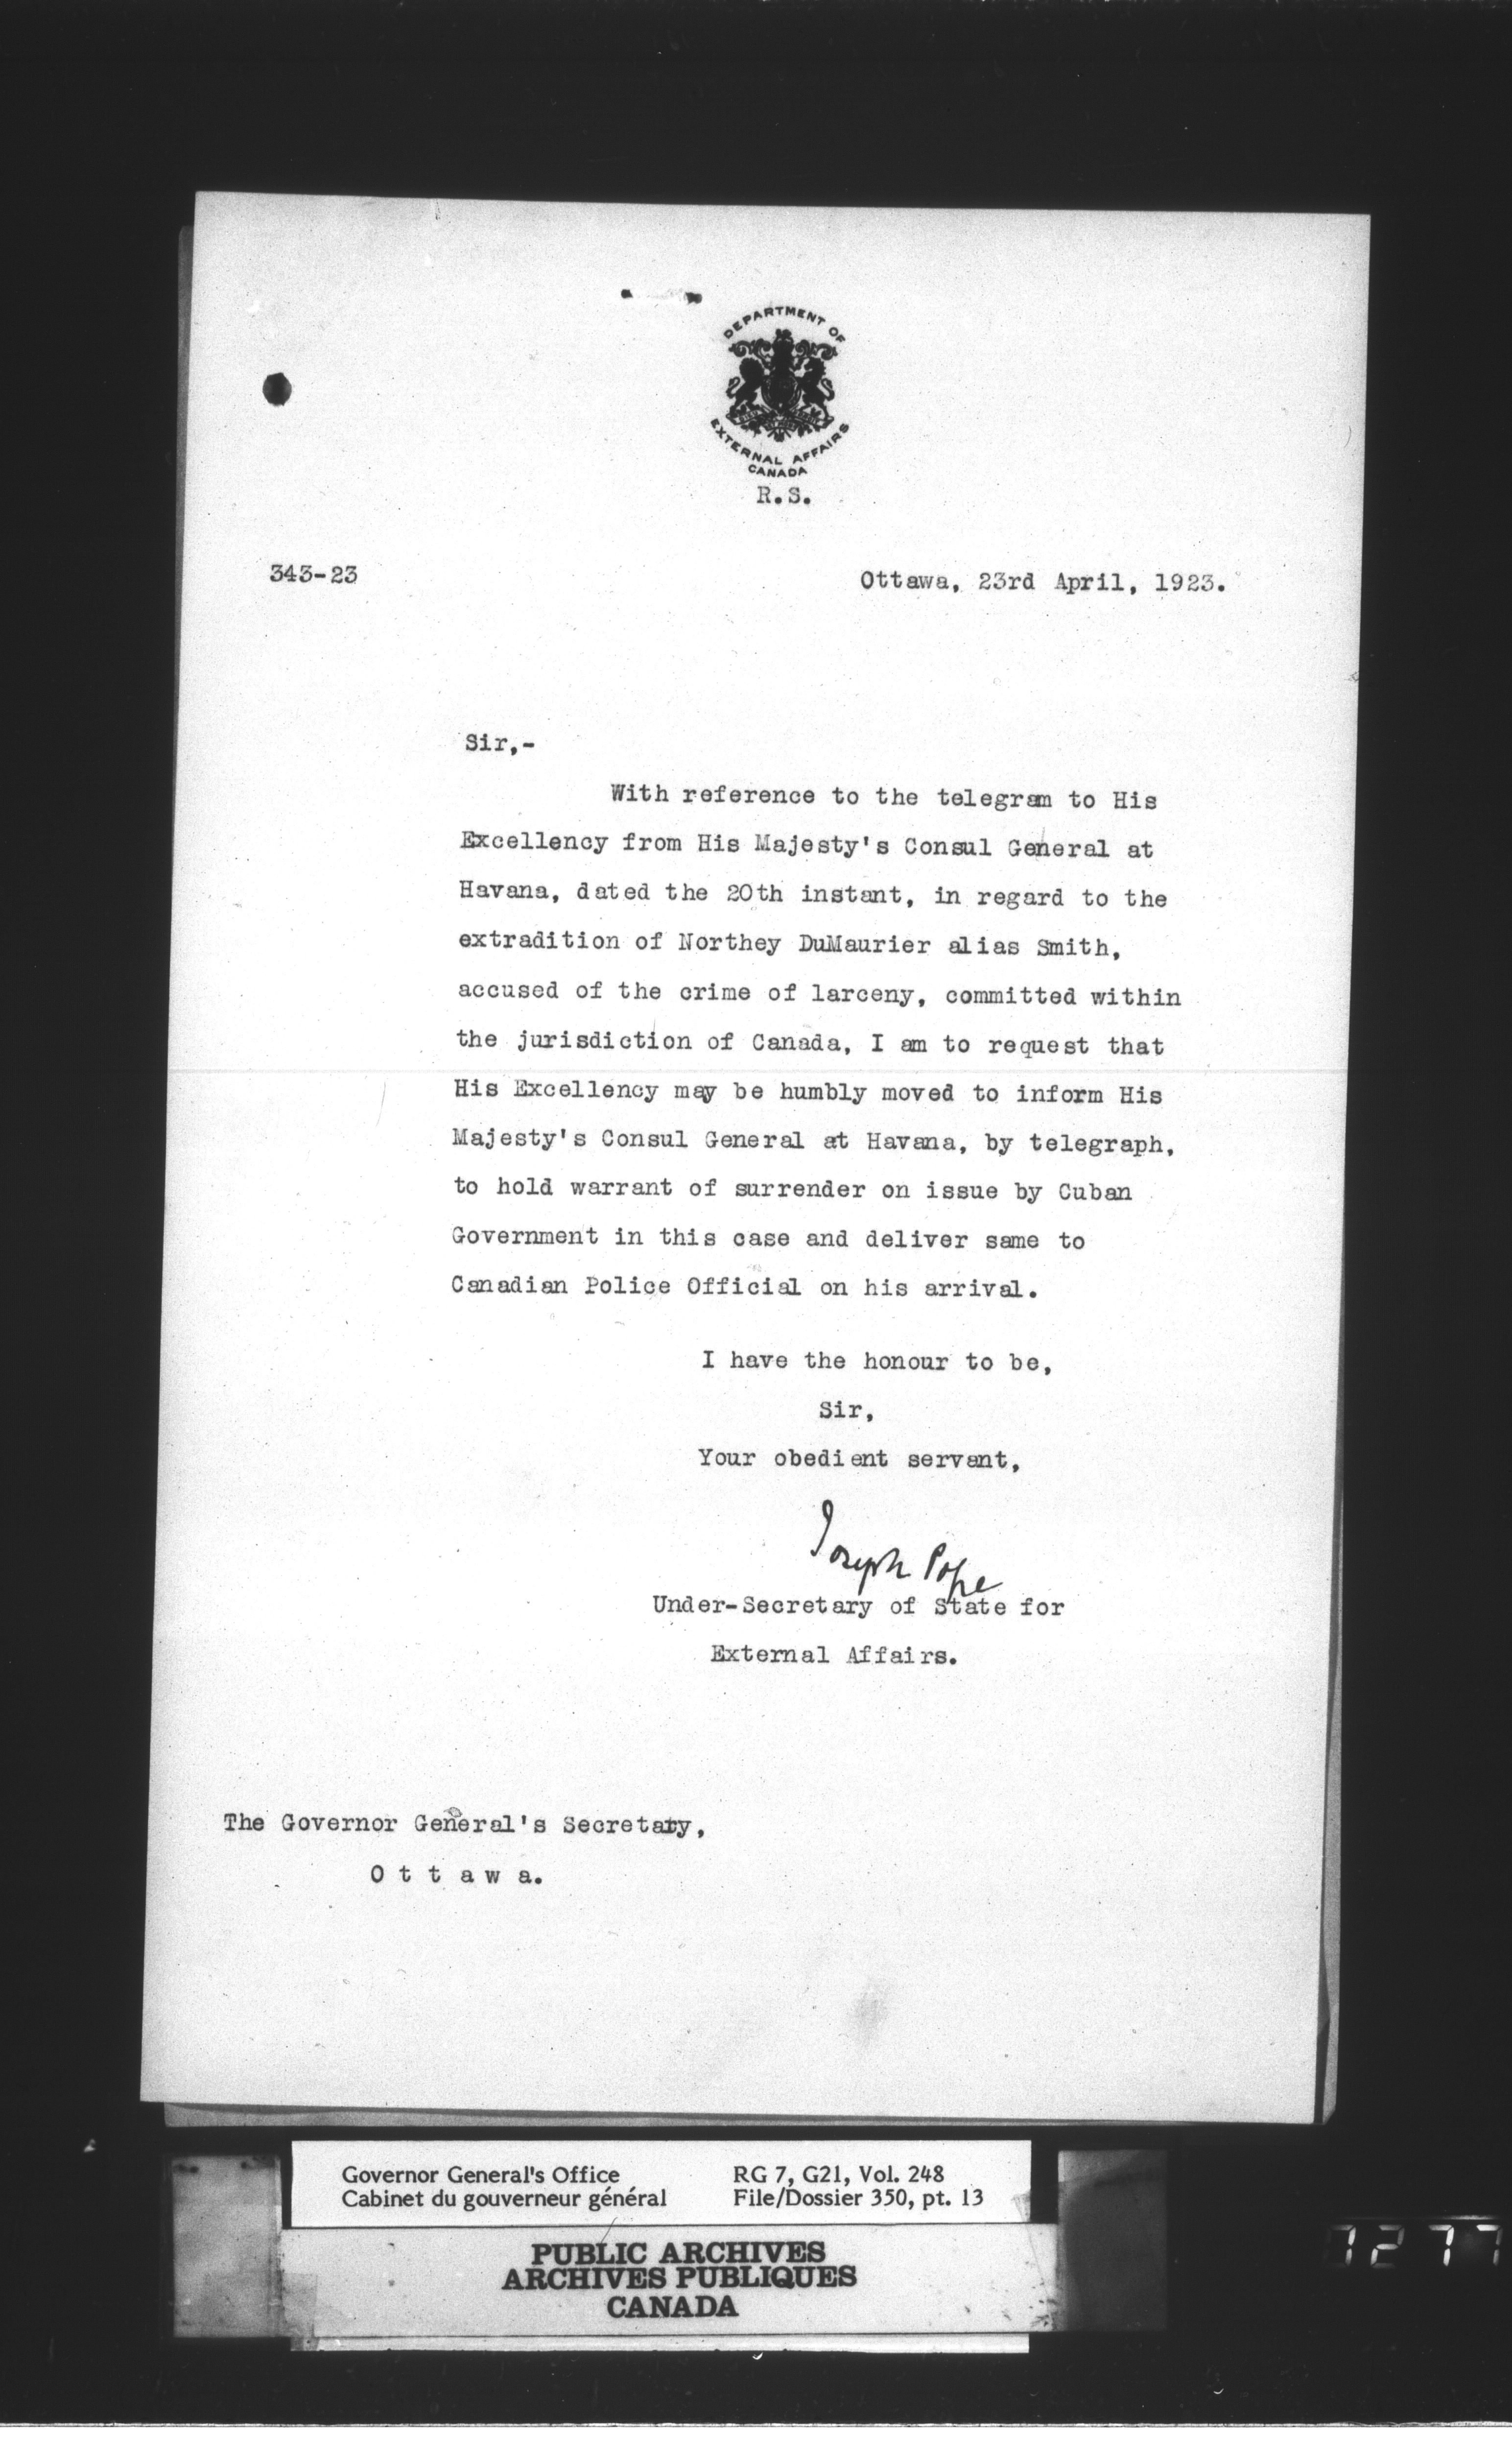 DEPARTMENT OF
EXTERNAL AFFAIRS
CANADA
R.S.
343-23
Ottawa, 23rd April, 1923.
Sir,-
With reference to the telegram to His
Excellency from His Majesty's Consul General at
Havana, dated the 20th instant, in regard to the
extradition of Northey DuMaurier alias Smith,
accused of the crime of larceny, committed within
the jurisdiction of Canada, I am to request that
His Excellency may be humbly moved to inform His
Majesty's Consul General at Havana, by telegraph,
to hold warrant of surrender on issue by Cuban
Government in this case and deliver same to
Canadian Police Official on his arrival.
I have the honour to be,
Sir,
Your obedient servant,
Joseph Pope
Under-Secretary of State for
External Affairs.
The Governor General's Secretary,
O t t a w a.
Governor General's Office
Cabinet du gouverneur général
RG 7, G21, Vol. 248
File/Dossier 350, pt. 13
PUBLIC ARCHIVES
ARCHIVES PUBLIQUES
CANADA
7277